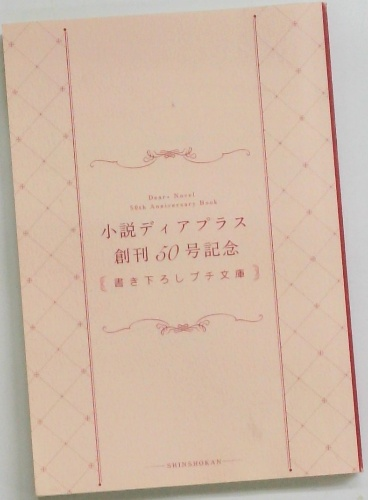 Dear+ Novel
50th Anniversary Book
小説ディアプラス
創刊50号記念
書き下ろしプチ文庫
SHINSHOKAN